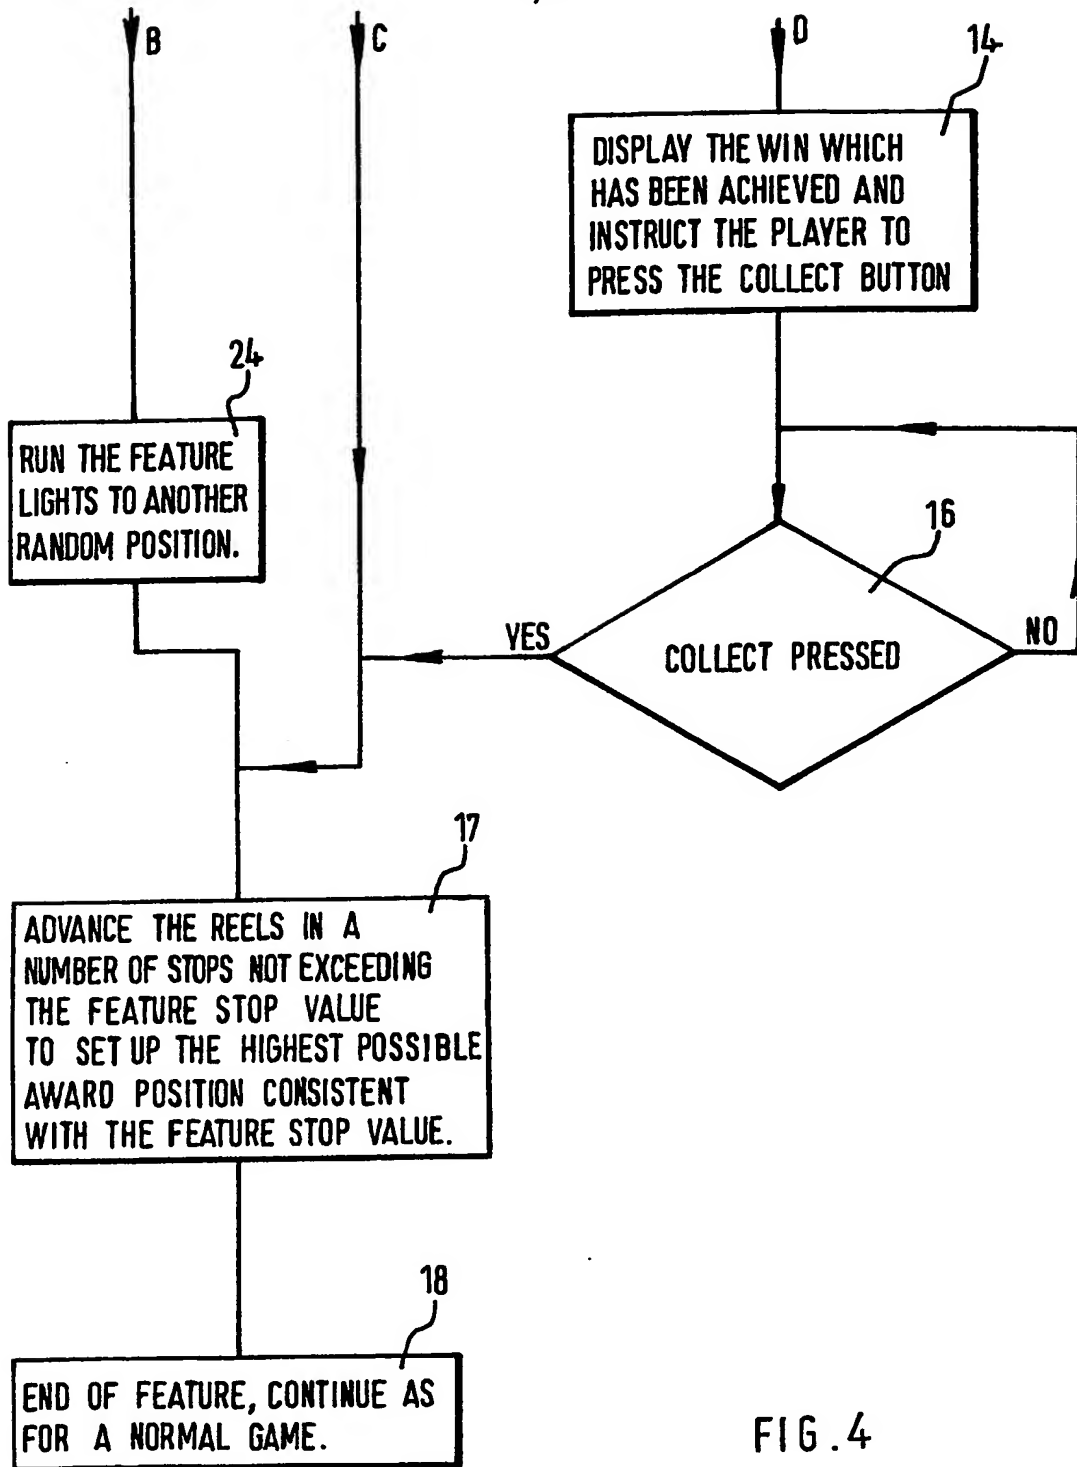 B
C
D
14
DISPLAY THE WIN WHICH
HAS BEEN ACHIEVED AND
INSTRUCT THE PLAYER TO
PRESS THE COLLECT BUTTON
24
RUN THE FEATURE
LIGHTS TO ANOTHER
RANDOM POSITION.
16
YES
COLLECT PRESSED
NO
17
ADVANCE THE REELS IN A
NUMBER OF STOPS NOT EXCEEDING
THE FEATURE STOP VALUE
TO SET UP THE HIGHEST POSSIBLE
AWARD POSITION CONSISTENT
WITH THE FEATURE STOP VALUE.
18
END OF FEATURE, CONTINUE AS
FOR A NORMAL GAME.
FIG.4